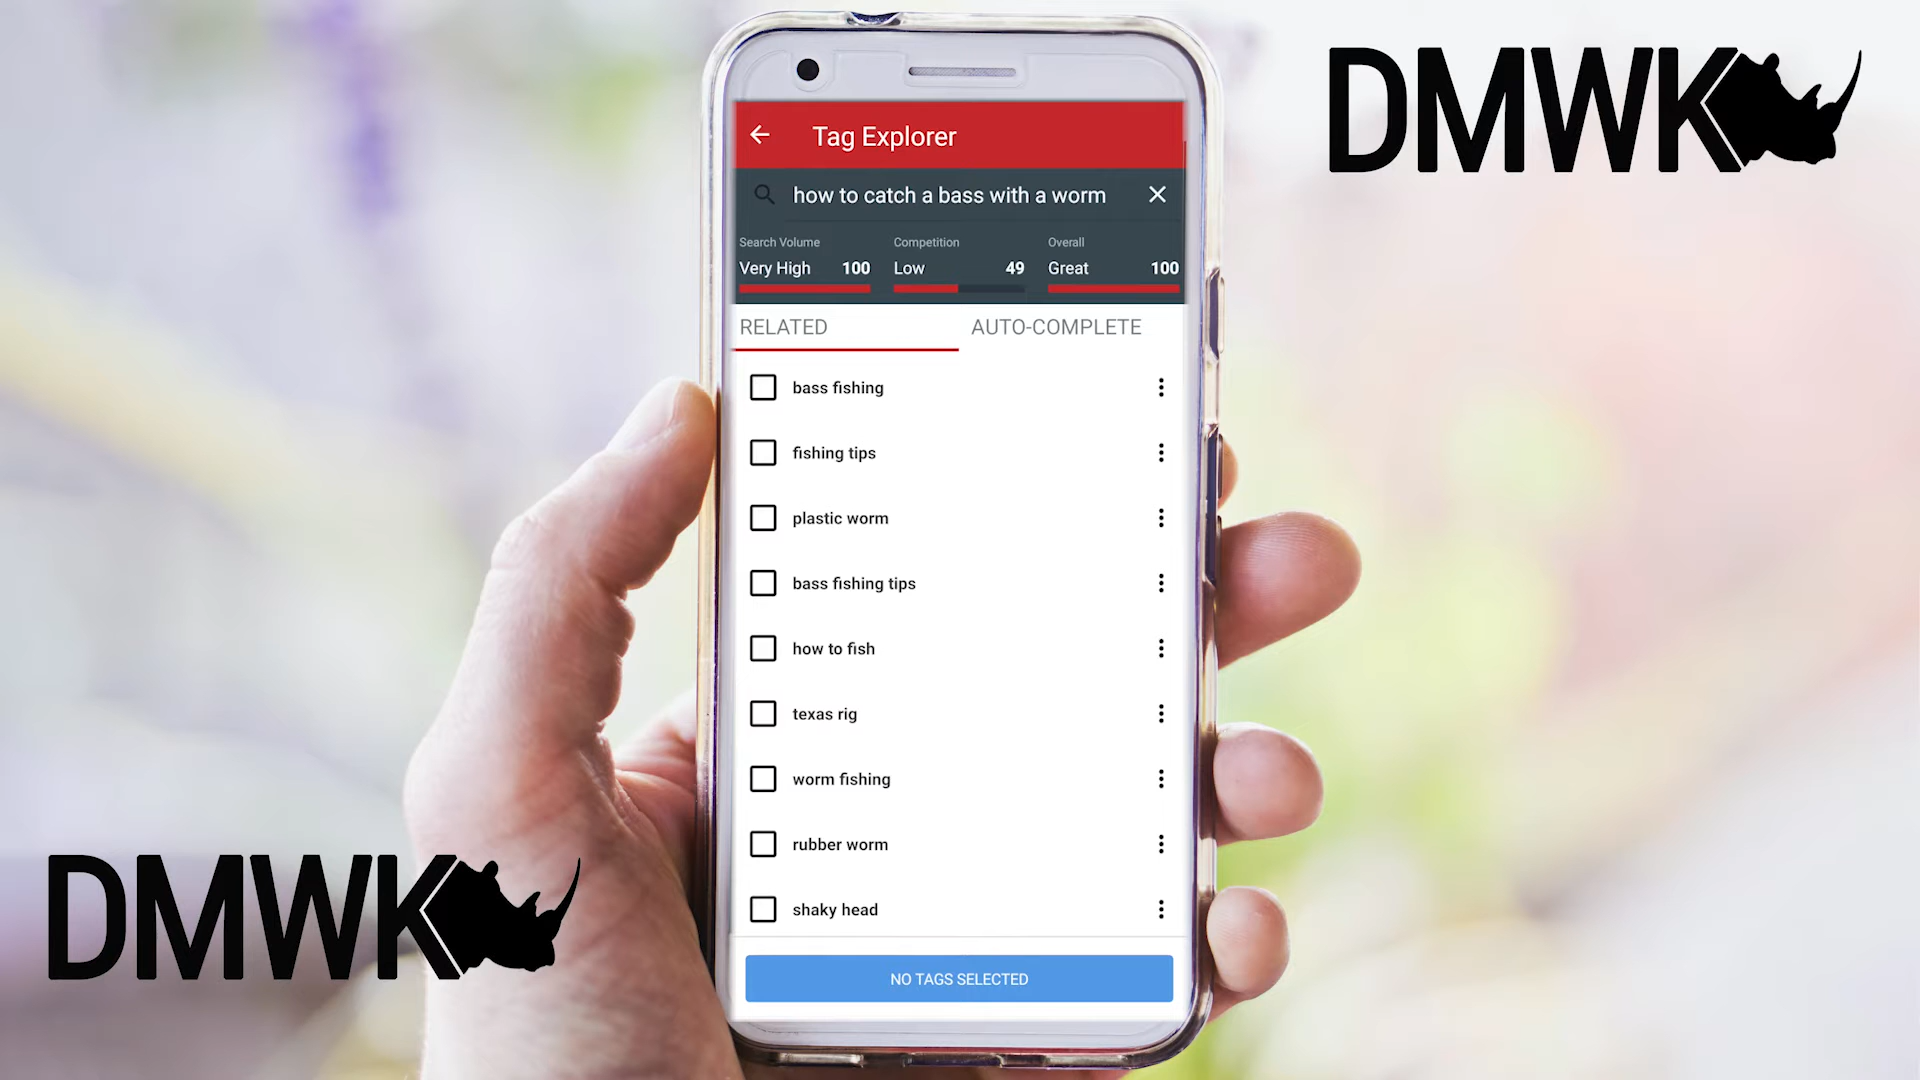 DMWK
Tag Explorer
how to catch a bass with a worm
Search Volume Competition Overall
Very High 100 Low 49 Great 100
RELATED AUTO-COMPLETE
bass fishing
fishing tips
plastic worm
bass fishing tips
how to fish
texas rig
worm fishing
rubber worm
shaky head
NO TAGS SELECTED
DMWK